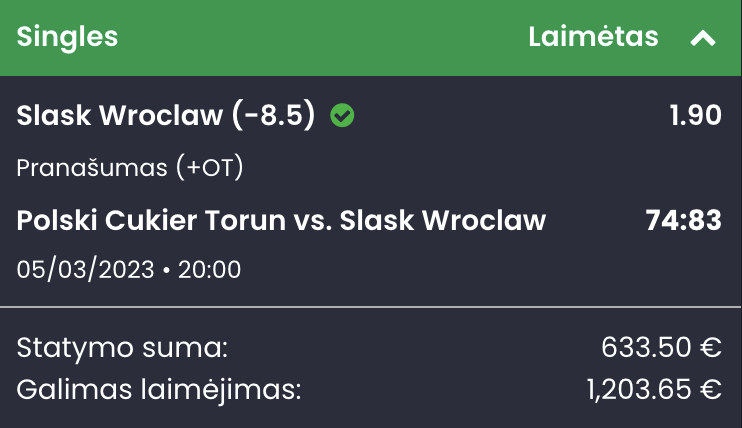 Singles Laimėtas
Slask Wroclaw (-8.5) 1.90
Pranašumas (+OT)
Polski Cukier Torun vs. Slask Wroclaw 74:83
05/03/2023 • 20:00
Statymo suma: 633.50 €
Galimas laimėjimas: 1,203.65 €